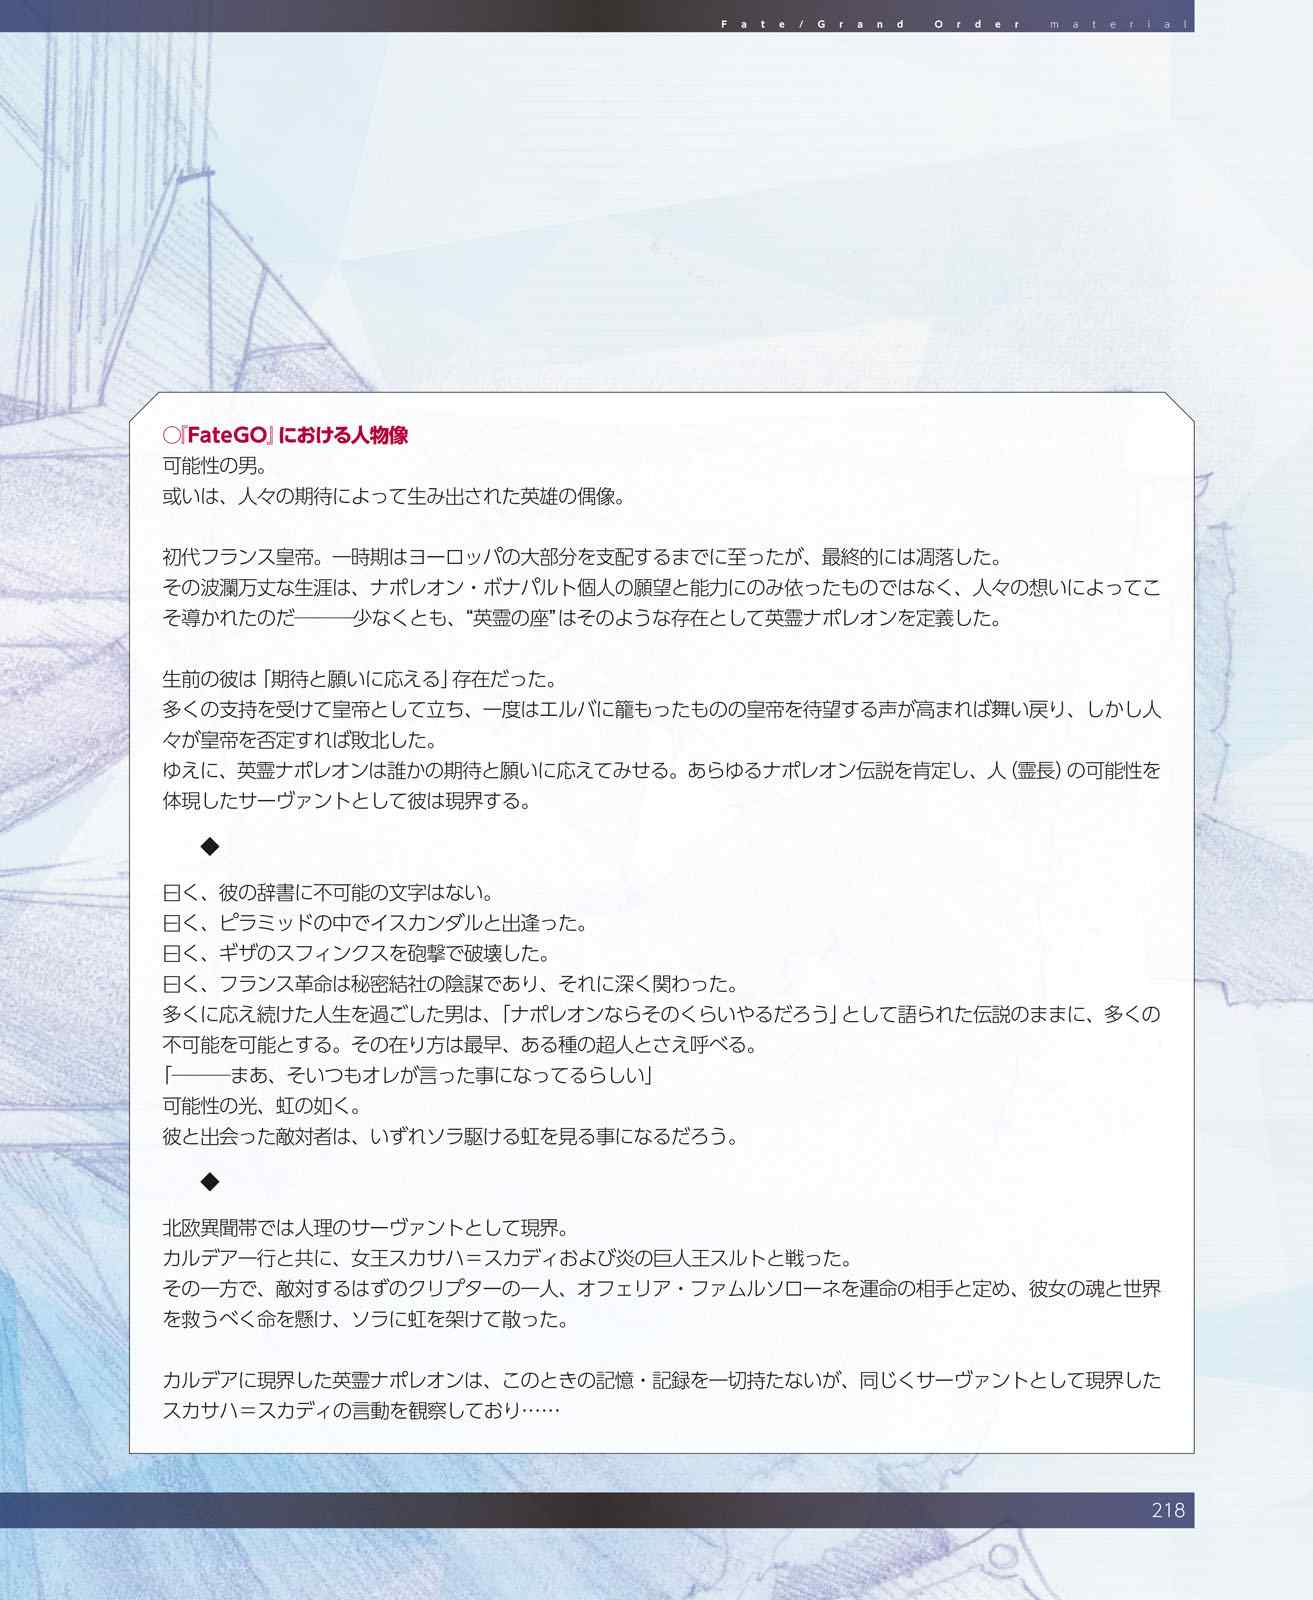 Fate/Grand Order material
○『FateGO』における人物像
可能性の男。
或いは、人々の期待によって生み出された英雄の偶像。
初代フランス皇帝。一時期はヨーロッパの大部分を支配するまでに至ったが、最終的には凋落した。
その波瀾万丈な生涯は、ナポレオン・ボナパルト個人の願望と能力にのみ依ったものではなく、人々の想いによってこ
そ導かれたのだ―――少なくとも、“英霊の座”はそのような存在として英霊ナポレオンを定義した。
生前の彼は「期待と願いに応える」存在だった。
多くの支持を受けて皇帝として立ち、一度はエルバに籠もったものの皇帝を待望する声が高まれば舞い戻り、しかし人
々が皇帝を否定すれば敗北した。
ゆえに、英霊ナポレオンは誰かの期待と願いに応えてみせる。あらゆるナポレオン伝説を肯定し、人（霊長）の可能性を
体現したサーヴァントとして彼は現界する。
◆
曰く、彼の辞書に不可能の文字はない。
曰く、ピラミッドの中でイスカンダルと出逢った。
曰く、ギザのスフィンクスを砲撃で破壊した。
曰く、フランス革命は秘密結社の陰謀であり、それに深く関わった。
多くに応え続けた人生を過ごした男は、「ナポレオンならそのくらいやるだろう」として語られた伝説のままに、多くの
不可能を可能とする。その在り方は最早、ある種の超人とさえ呼べる。
「―――まあ、そいつもオレが言った事になってるらしい」
可能性の光、虹の如く。
彼と出会った敵対者は、いずれソラ駆ける虹を見る事になるだろう。
◆
北欧異聞帯では人理のサーヴァントとして現界。
カルデア一行と共に、女王スカサハ＝スカディおよび炎の巨人王スルトと戦った。
その一方で、敵対するはずのクリプターの一人、オフェリア・ファムルソローネを運命の相手と定め、彼女の魂と世界
を救うべく命を懸け、ソラに虹を架けて散った。
カルデアに現界した英霊ナポレオンは、このときの記憶・記録を一切持たないが、同じくサーヴァントとして現界した
スカサハ＝スカディの言動を観察しており……
218